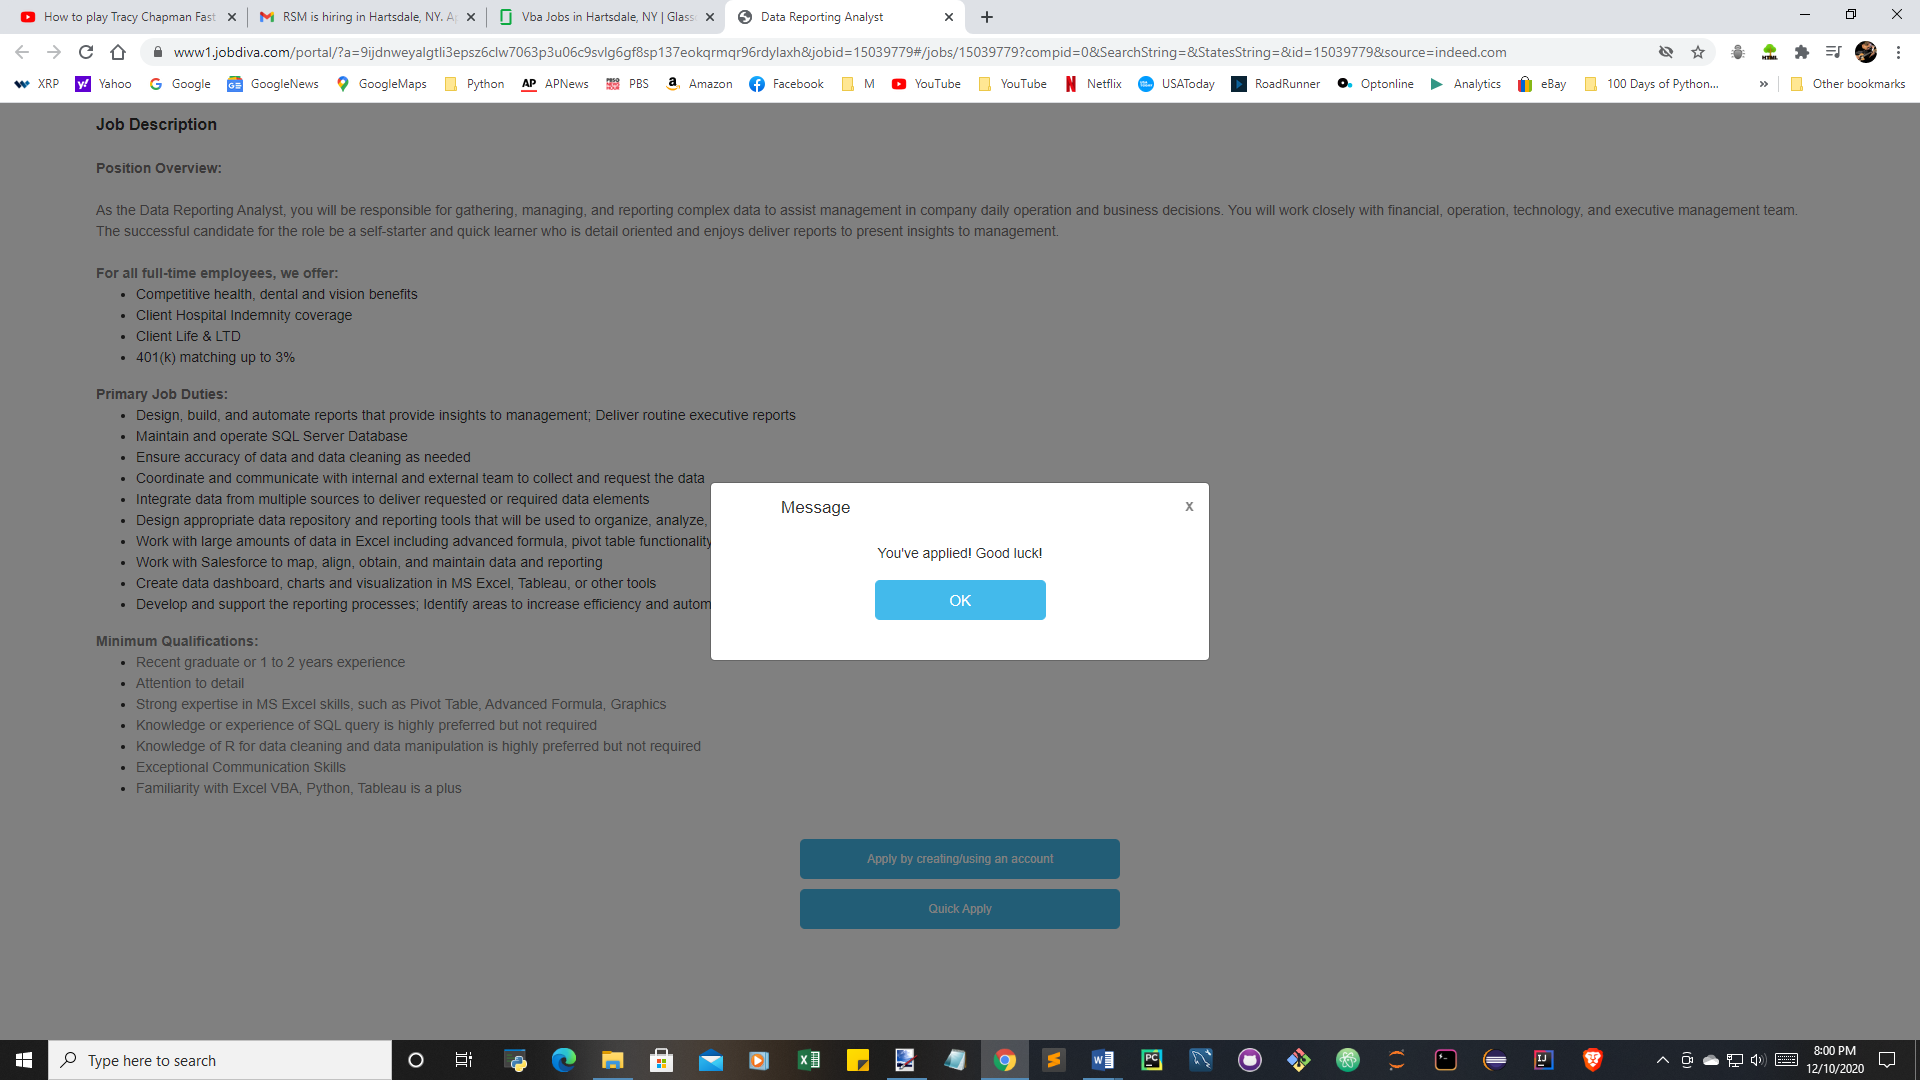 How to play Tracy Chapman Fast
RSM is hiring in Hartsdale, NY. Ap
Vba Jobs in Hartsdale, NY | Glass
Data Reporting Analyst
www1.jobdiva.com/portal/?a=9ijdnweyalgtli3epsz6clw7063p3u06c9svlg6gf8sp137eokqrmqr96rdylaxh&jobid=15039779#/jobs/15039779?compid=0&SearchString=&StatesString=&id=15039779&source=indeed.com
XRP Yahoo Google GoogleNews GoogleMaps Python APNews PBS Amazon Facebook M YouTube YouTube Netflix USAToday RoadRunner Optonline Analytics eBay 100 Days of Python... » Other bookmarks
Job Description
Position Overview:
As the Data Reporting Analyst, you will be responsible for gathering, managing, and reporting complex data to assist management in company daily operation and business decisions. You will work closely with financial, operation, technology, and executive management team.
The successful candidate for the role be a self-starter and quick learner who is detail oriented and enjoys deliver reports to present insights to management.
For all full-time employees, we offer:
• Competitive health, dental and vision benefits
• Client Hospital Indemnity coverage
• Client Life & LTD
• 401(k) matching up to 3%
Primary Job Duties:
• Design, build, and automate reports that provide insights to management; Deliver routine executive reports
• Maintain and operate SQL Server Database
• Ensure accuracy of data and data cleaning as needed
• Coordinate and communicate with internal and external team to collect and request the data
• Integrate data from multiple sources to deliver requested or required data elements
• Design appropriate data repository and reporting tools that will be used to organize, analyze,
• Work with large amounts of data in Excel including advanced formula, pivot table functionality
• Work with Salesforce to map, align, obtain, and maintain data and reporting
• Create data dashboard, charts and visualization in MS Excel, Tableau, or other tools
• Develop and support the reporting processes; Identify areas to increase efficiency and autom
Message
x
You've applied! Good luck!
OK
Minimum Qualifications:
• Recent graduate or 1 to 2 years experience
• Attention to detail
• Strong expertise in MS Excel skills, such as Pivot Table, Advanced Formula, Graphics
• Knowledge or experience of SQL query is highly preferred but not required
• Knowledge of R for data cleaning and data manipulation is highly preferred but not required
• Exceptional Communication Skills
• Familiarity with Excel VBA, Python, Tableau is a plus
Apply by creating/using an account
Quick Apply
Type here to search
8:00 PM
12/10/2020